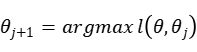 θ_{j+1} = argmax l(θ, θ_j)